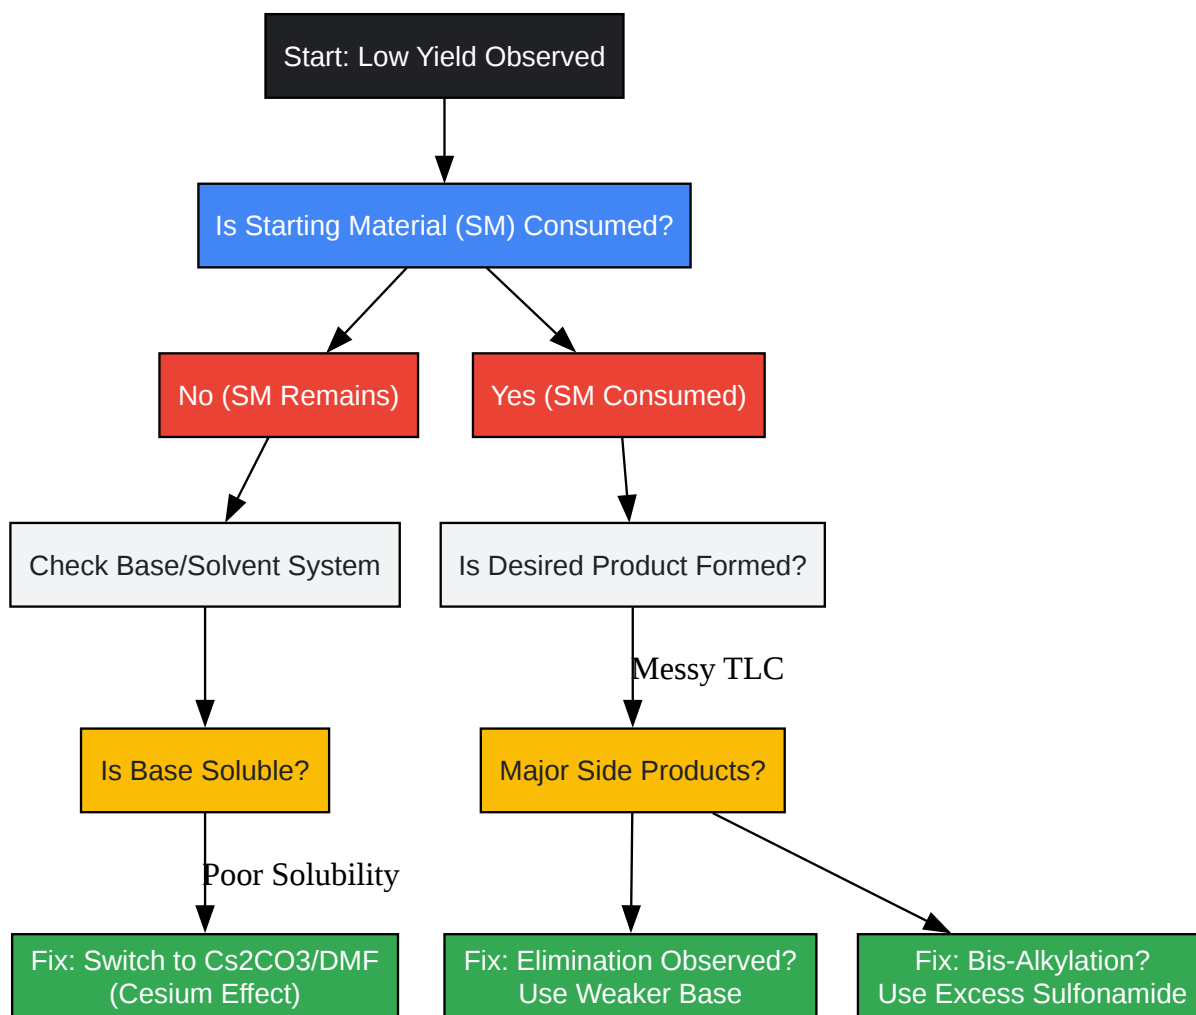 Start: Low Yield Observed
Is Starting Material (SM) Consumed?
No (SM Remains)
Yes (SM Consumed)
Check Base/Solvent System
Is Desired Product Formed?
Messy TLC
Is Base Soluble?
Major Side Products?
Poor Solubility
Fix: Switch to Cs2CO3/DMF
(Cesium Effect)
Fix: Elimination Observed?
Use Weaker Base
Fix: Bis-Alkylation?
Use Excess Sulfonamide